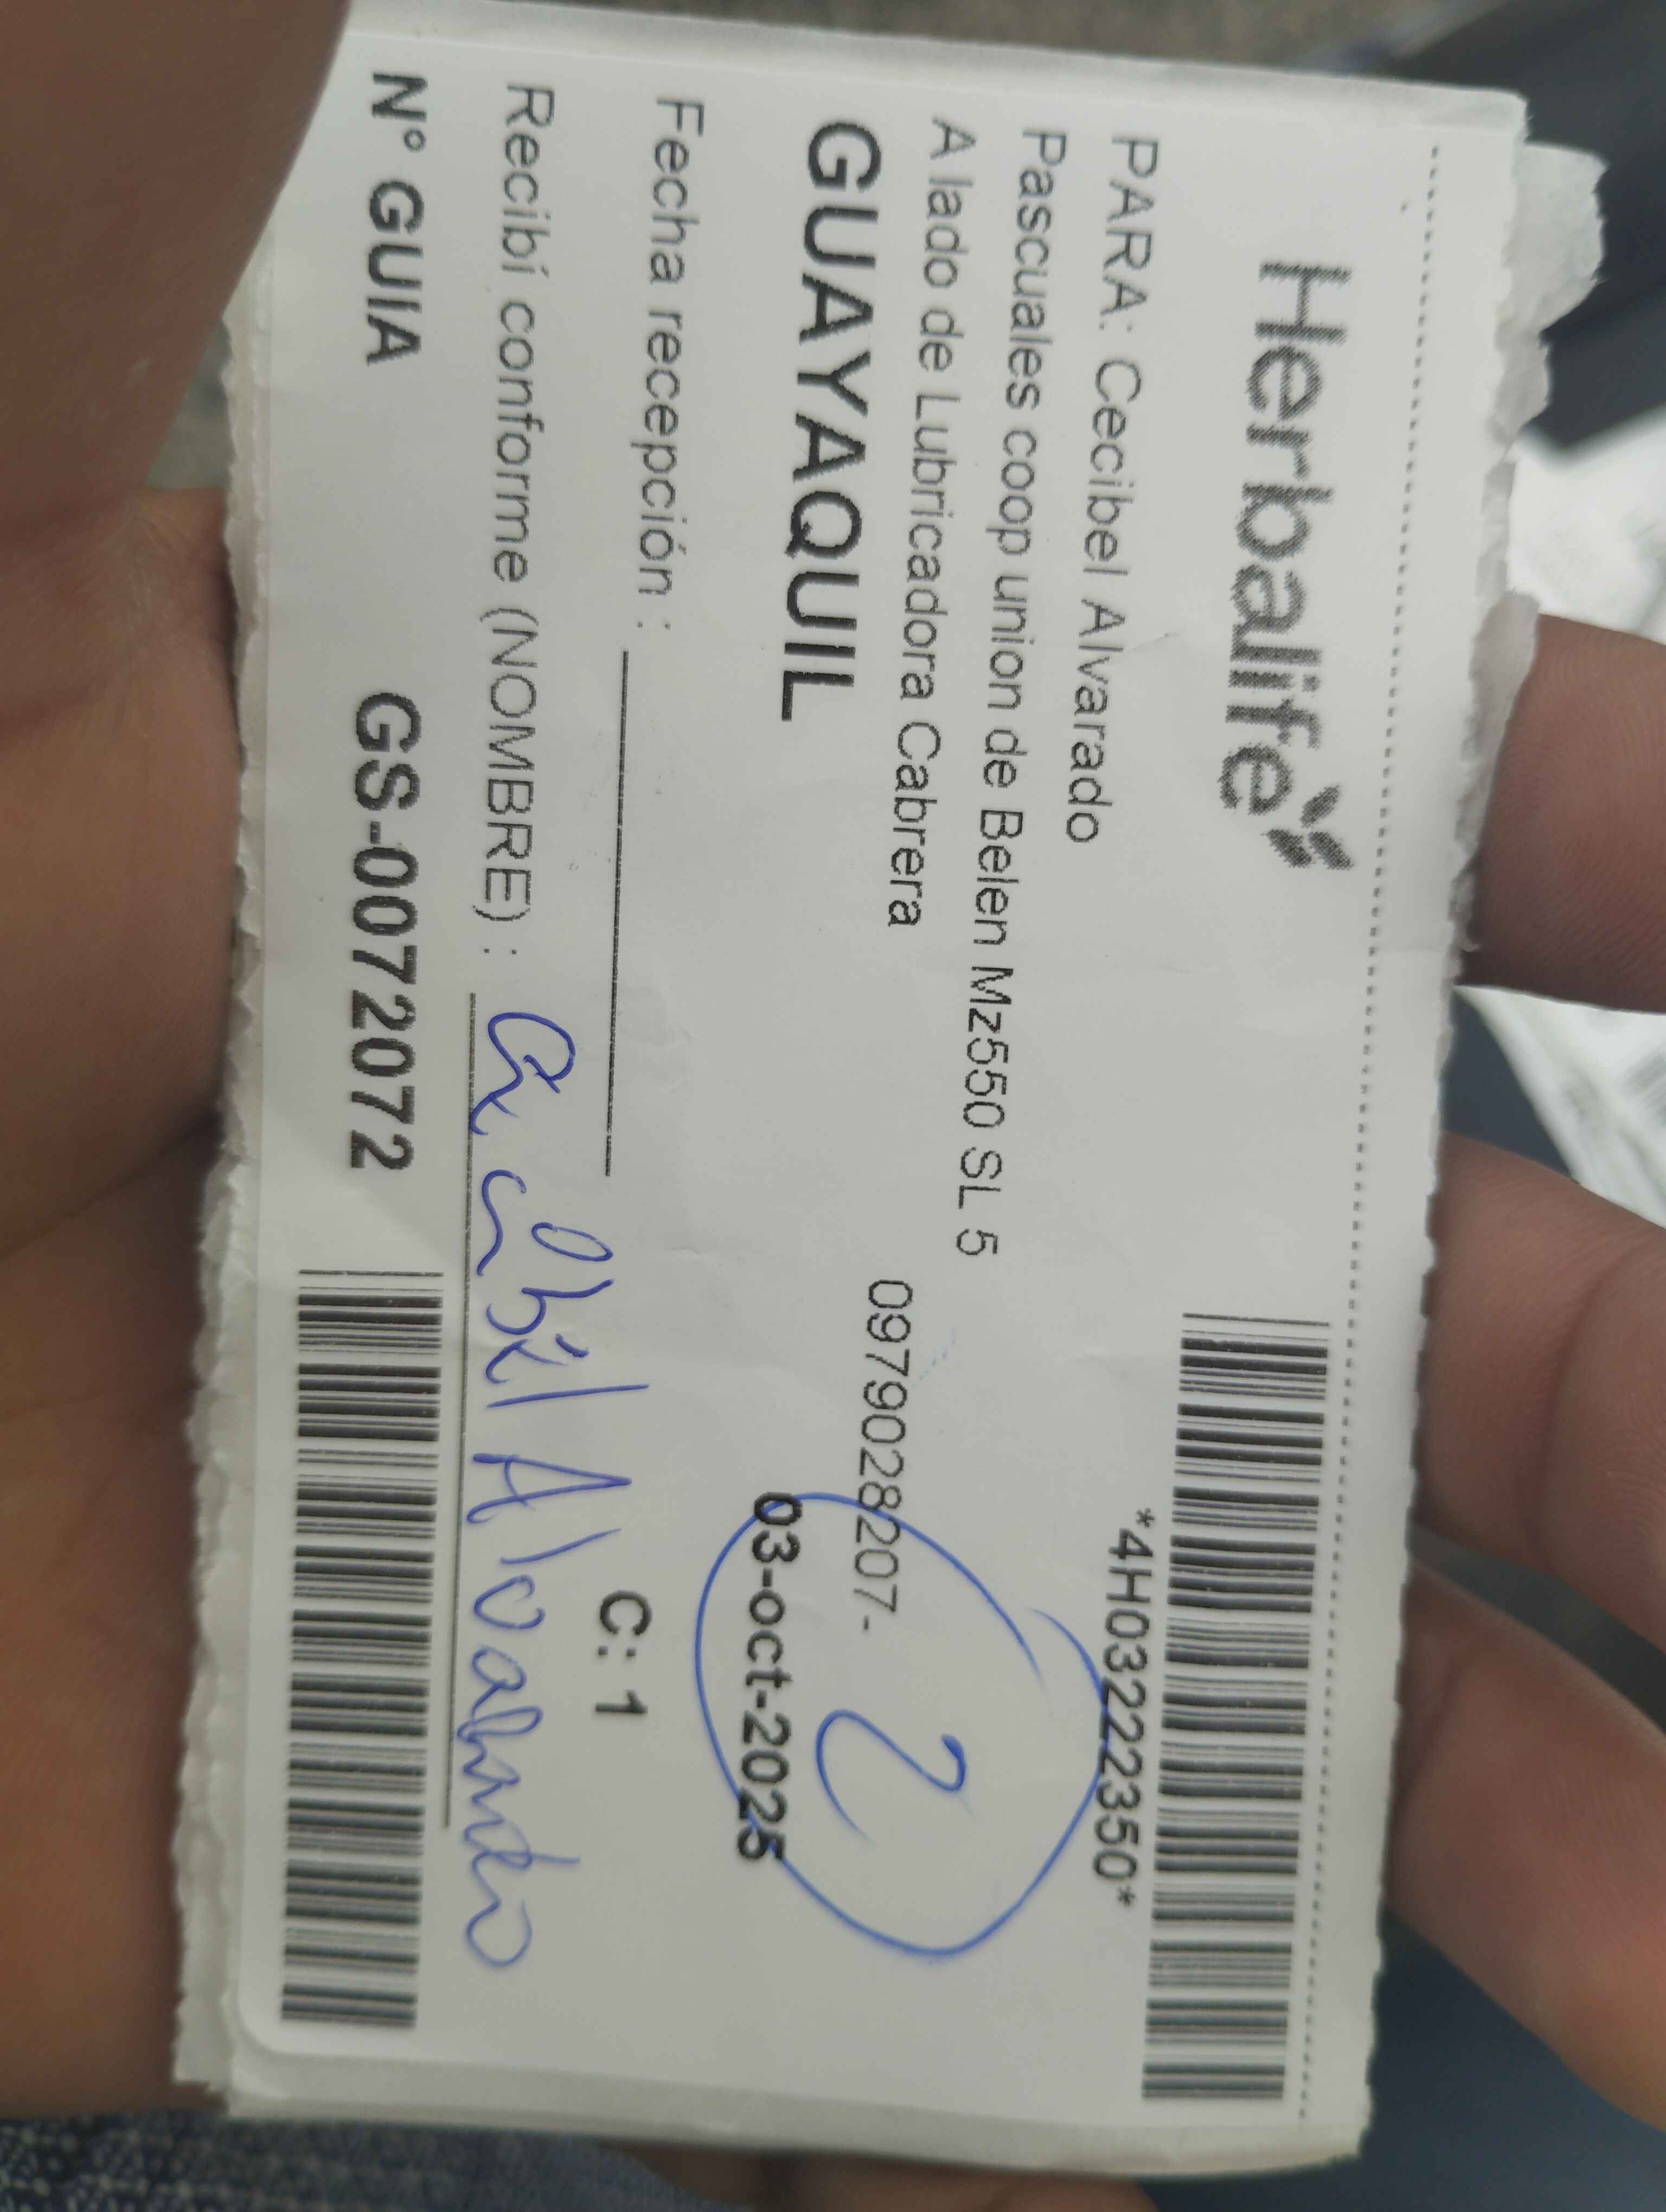 Herbalife
*4H03222350*
PARA: Cecibel Alvarado
Pascuales coop union de Belen Mz550 SL 5
A lado de Lubricadora Cabrera
0979028207-
2
GUAYAQUIL
03-oct-2025
Fecha recepción :
C: 1
Recibí conforme (NOMBRE) : Cecibel Alvarado
N° GUIA GS-0072072